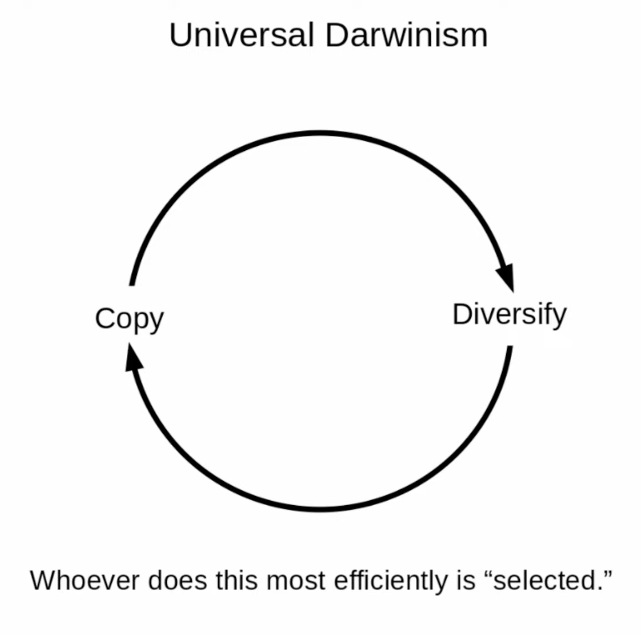 Universal Darwinism
Copy
Diversify
Whoever does this most efficiently is “selected.”